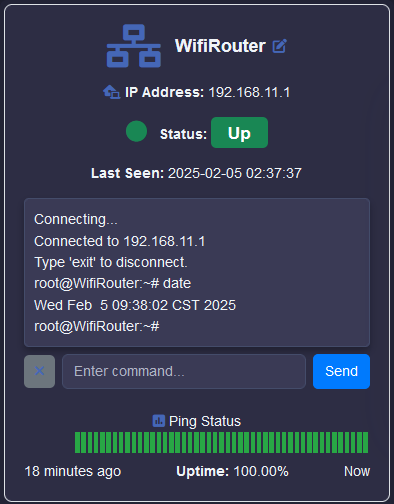 WifiRouter
IP Address: 192.168.11.1
Status: Up
Last Seen: 2025-02-05 02:37:37
Connecting...
Connected to 192.168.11.1
Type 'exit' to disconnect.
root@WifiRouter:~# date
Wed Feb  5 09:38:02 CST 2025
root@WifiRouter:~#
Enter command... Send
Ping Status
18 minutes ago Uptime: 100.00% Now